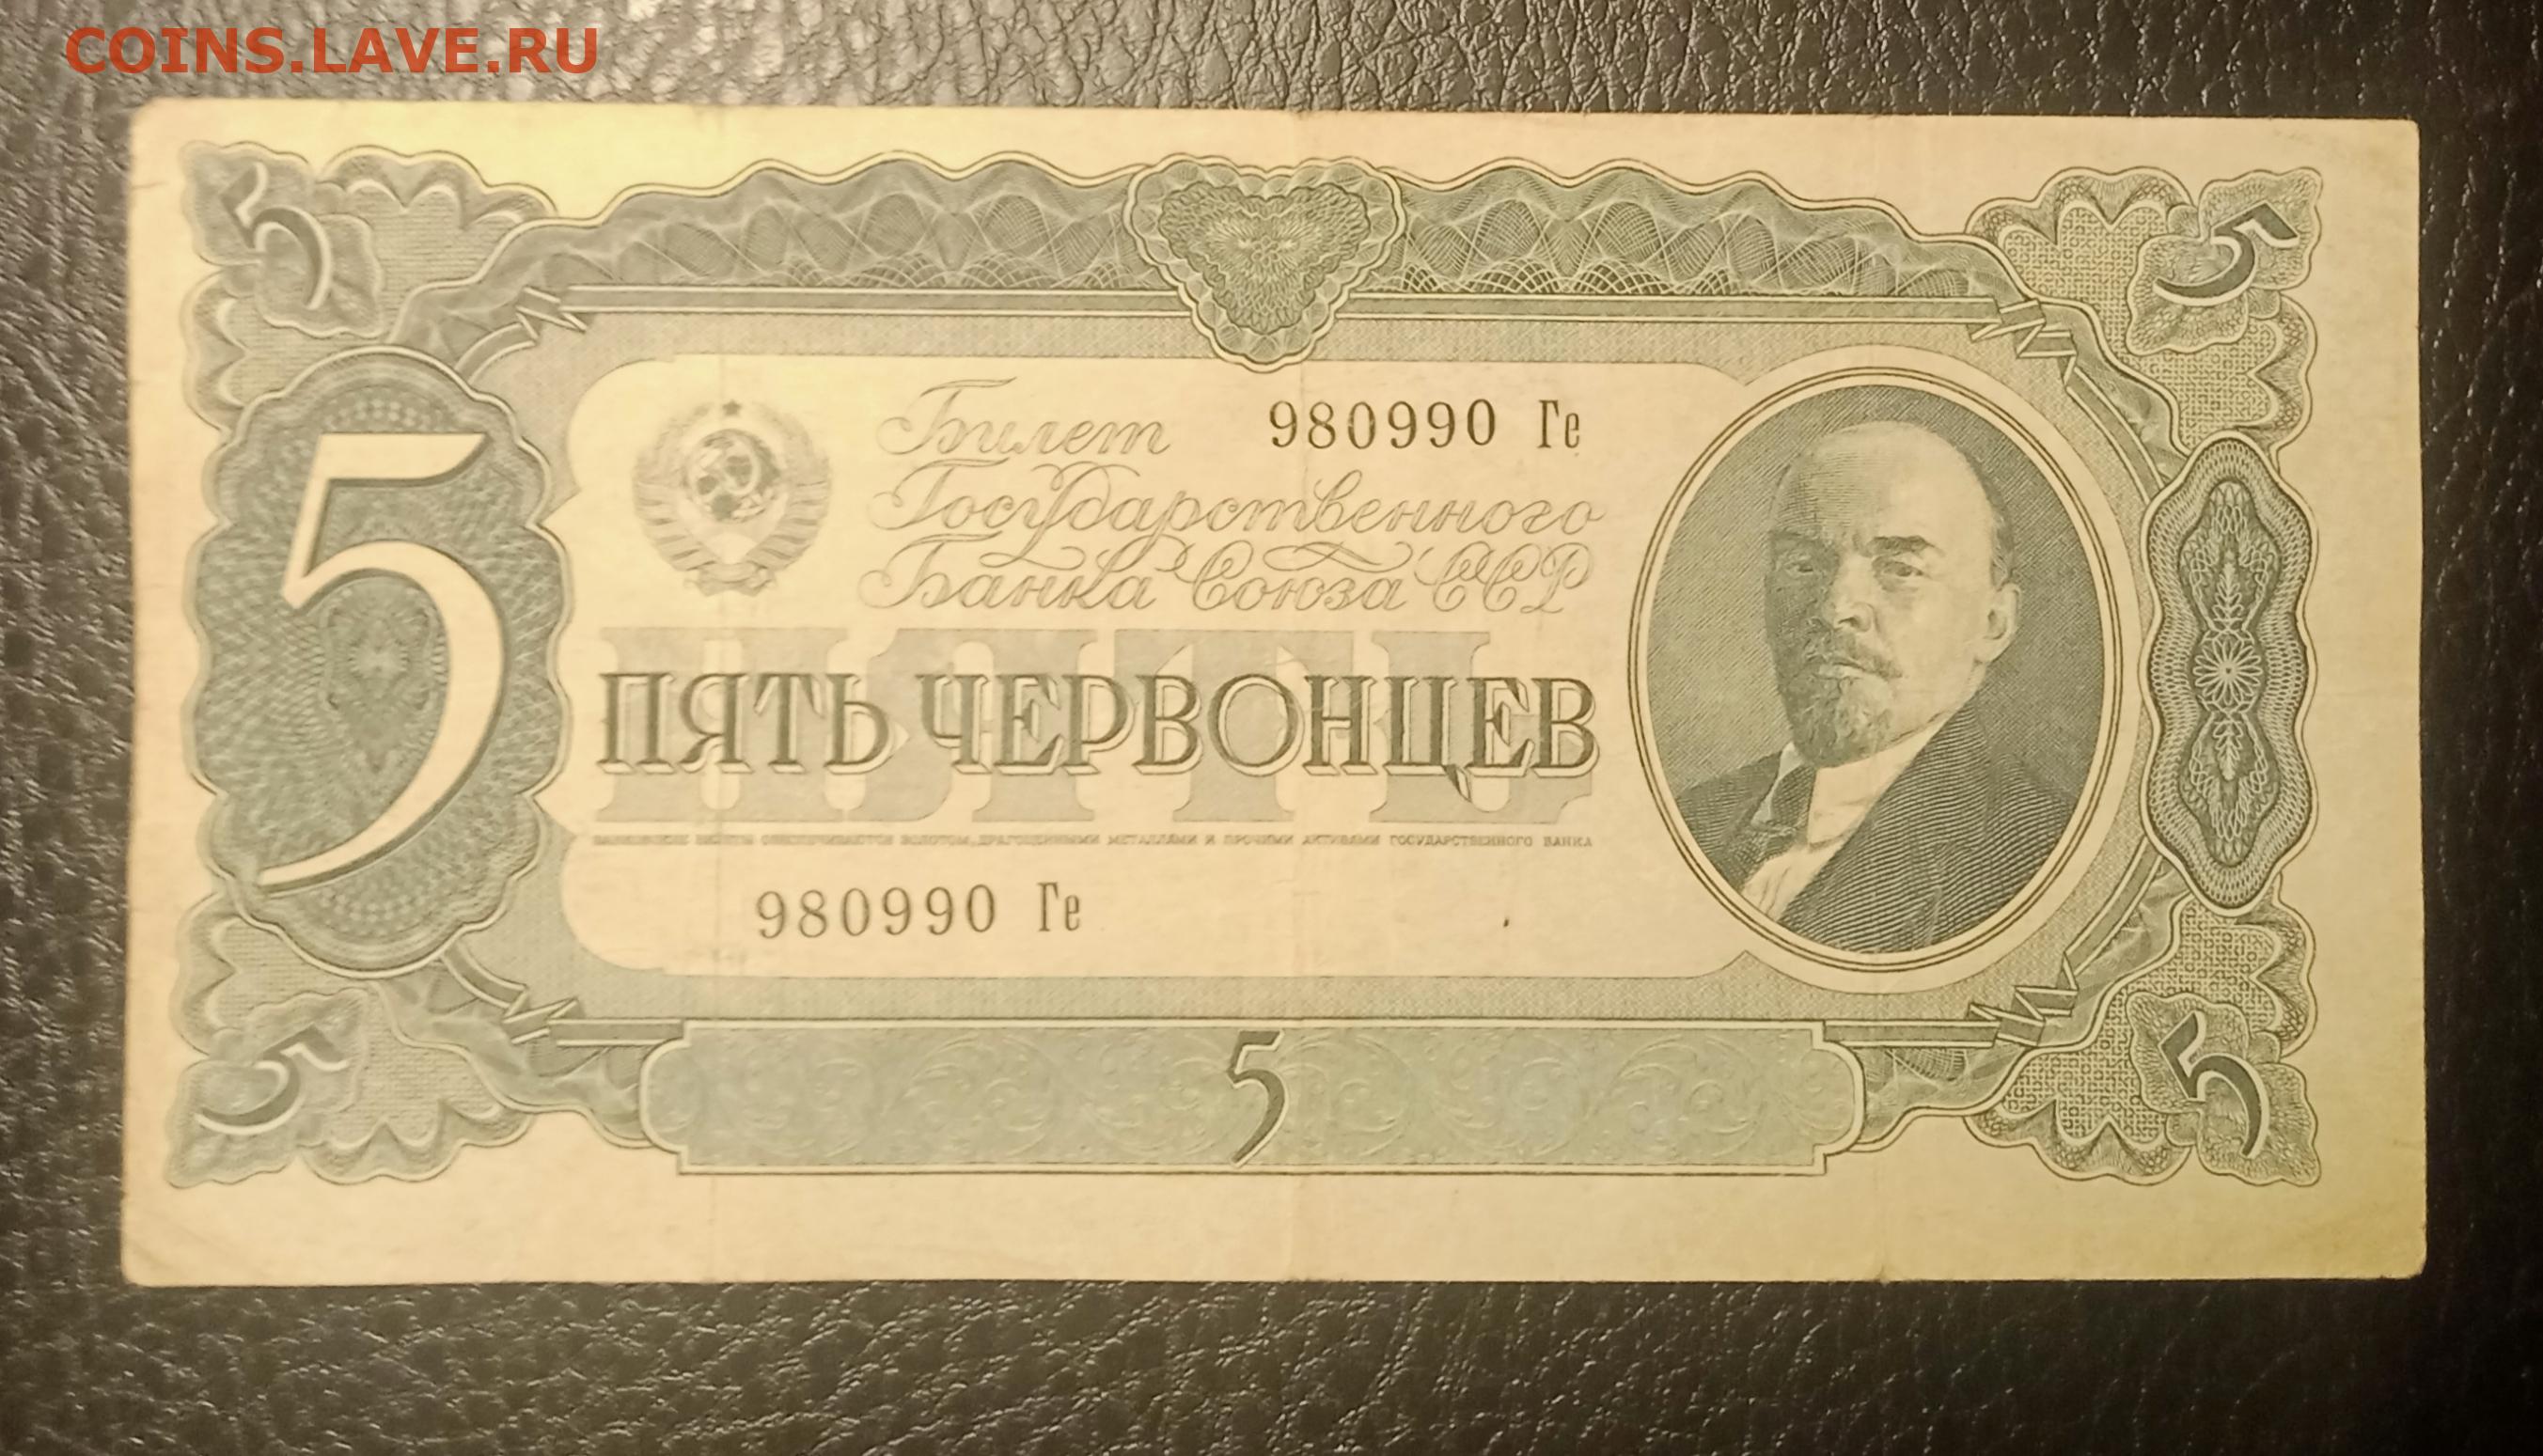 COINS.LAVE.RU
5 5
5
Билет 980990 Ге
Государственного
Банка Союза ССР
ПЯТЬ
ПЯТЬ ЧЕРВОНЦЕВ
БАНКОВСКИЕ БИЛЕТЫ ОБЕСПЕЧИВАЮТСЯ ЗОЛОТОМ, ДРАГОЦЕННЫМИ МЕТАЛЛАМИ И ПРОЧИМИ АКТИВАМИ ГОСУДАРСТВЕННОГО БАНКА
980990 Ге
5 5 5